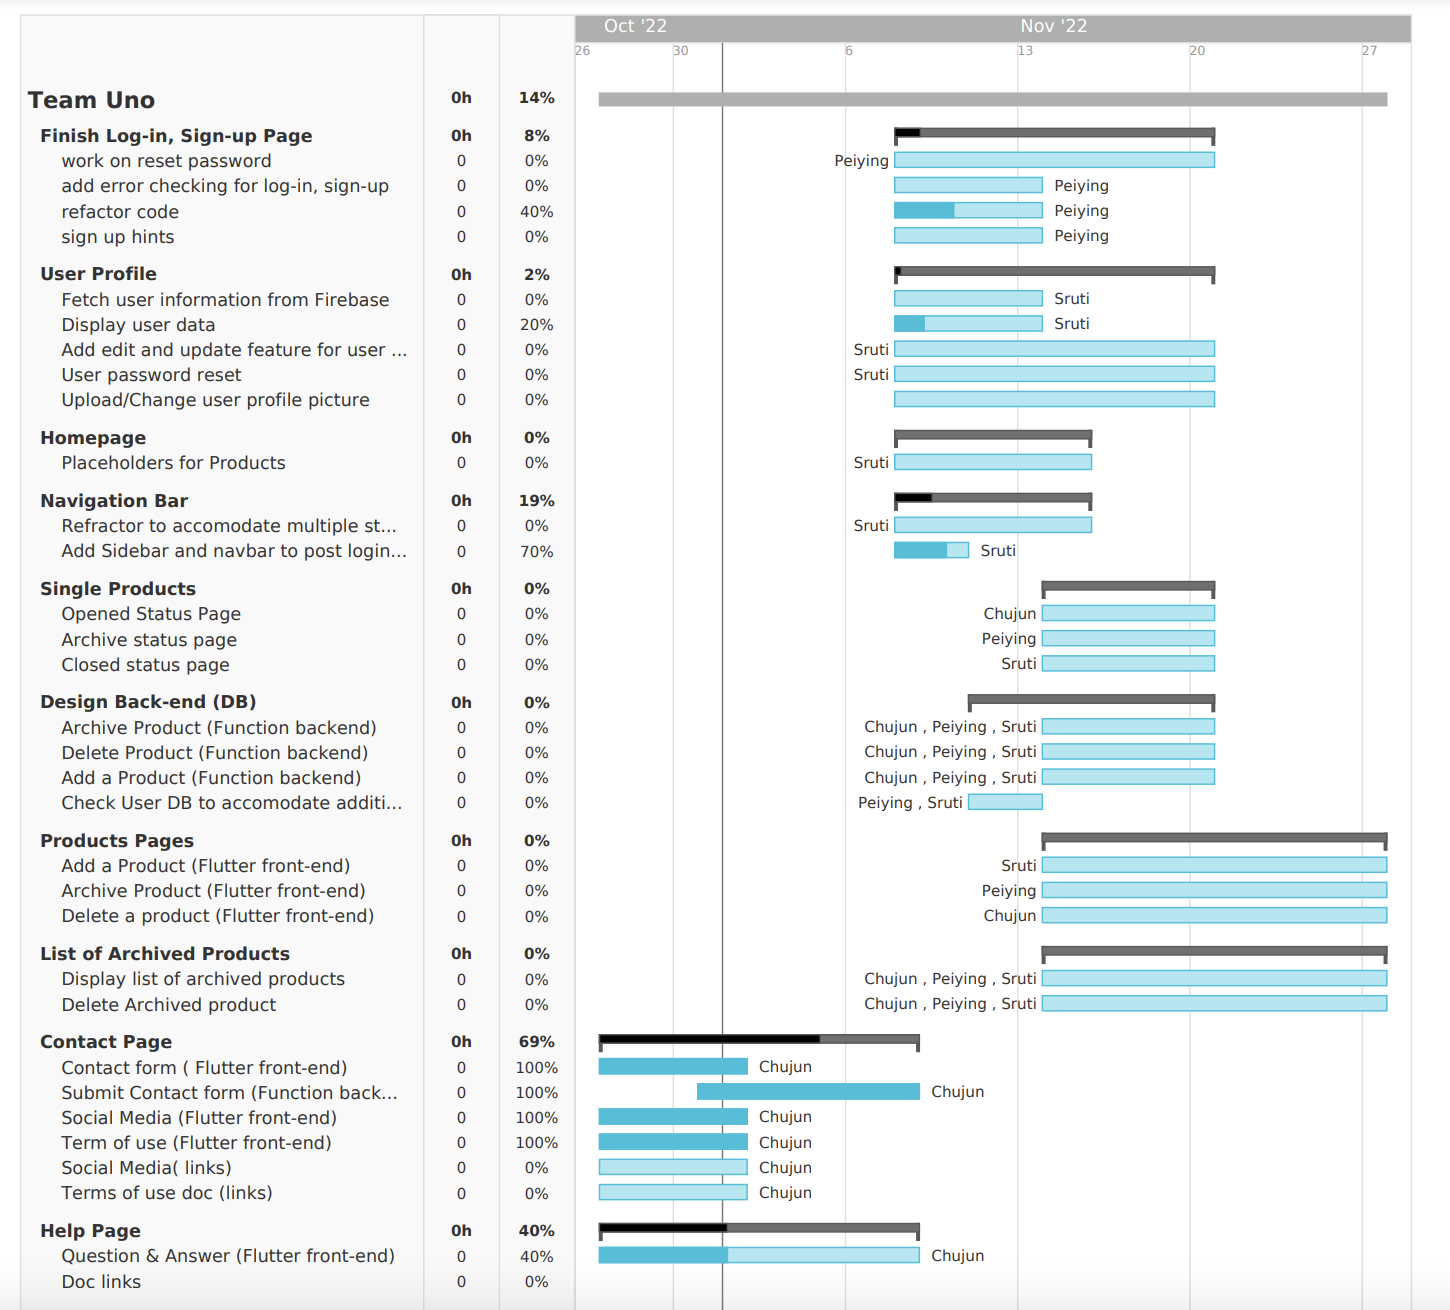 Oct '22 Nov '22
26 30 6 13 20 27
Team Uno 0h 14%
Finish Log-in, Sign-up Page 0h 8%
work on reset password 0 0% Peiying
add error checking for log-in, sign-up 0 0% Peiying
refactor code 0 40% Peiying
sign up hints 0 0% Peiying
User Profile 0h 2%
Fetch user information from Firebase 0 0% Sruti
Display user data 0 20% Sruti
Add edit and update feature for user ... 0 0% Sruti
User password reset 0 0% Sruti
Upload/Change user profile picture 0 0%
Homepage 0h 0%
Placeholders for Products 0 0% Sruti
Navigation Bar 0h 19%
Refractor to accomodate multiple st... 0 0% Sruti
Add Sidebar and navbar to post login... 0 70% Sruti
Single Products 0h 0%
Opened Status Page 0 0% Chujun
Archive status page 0 0% Peiying
Closed status page 0 0% Sruti
Design Back-end (DB) 0h 0%
Archive Product (Function backend) 0 0% Chujun , Peiying , Sruti
Delete Product (Function backend) 0 0% Chujun , Peiying , Sruti
Add a Product (Function backend) 0 0% Chujun , Peiying , Sruti
Check User DB to accomodate additi... 0 0% Peiying , Sruti
Products Pages 0h 0%
Add a Product (Flutter front-end) 0 0% Sruti
Archive Product (Flutter front-end) 0 0% Peiying
Delete a product (Flutter front-end) 0 0% Chujun
List of Archived Products 0h 0%
Display list of archived products 0 0% Chujun , Peiying , Sruti
Delete Archived product 0 0% Chujun , Peiying , Sruti
Contact Page 0h 69%
Contact form ( Flutter front-end) 0 100% Chujun
Submit Contact form (Function back... 0 100% Chujun
Social Media (Flutter front-end) 0 100% Chujun
Term of use (Flutter front-end) 0 100% Chujun
Social Media( links) 0 0% Chujun
Terms of use doc (links) 0 0% Chujun
Help Page 0h 40%
Question & Answer (Flutter front-end) 0 40% Chujun
Doc links 0 0%